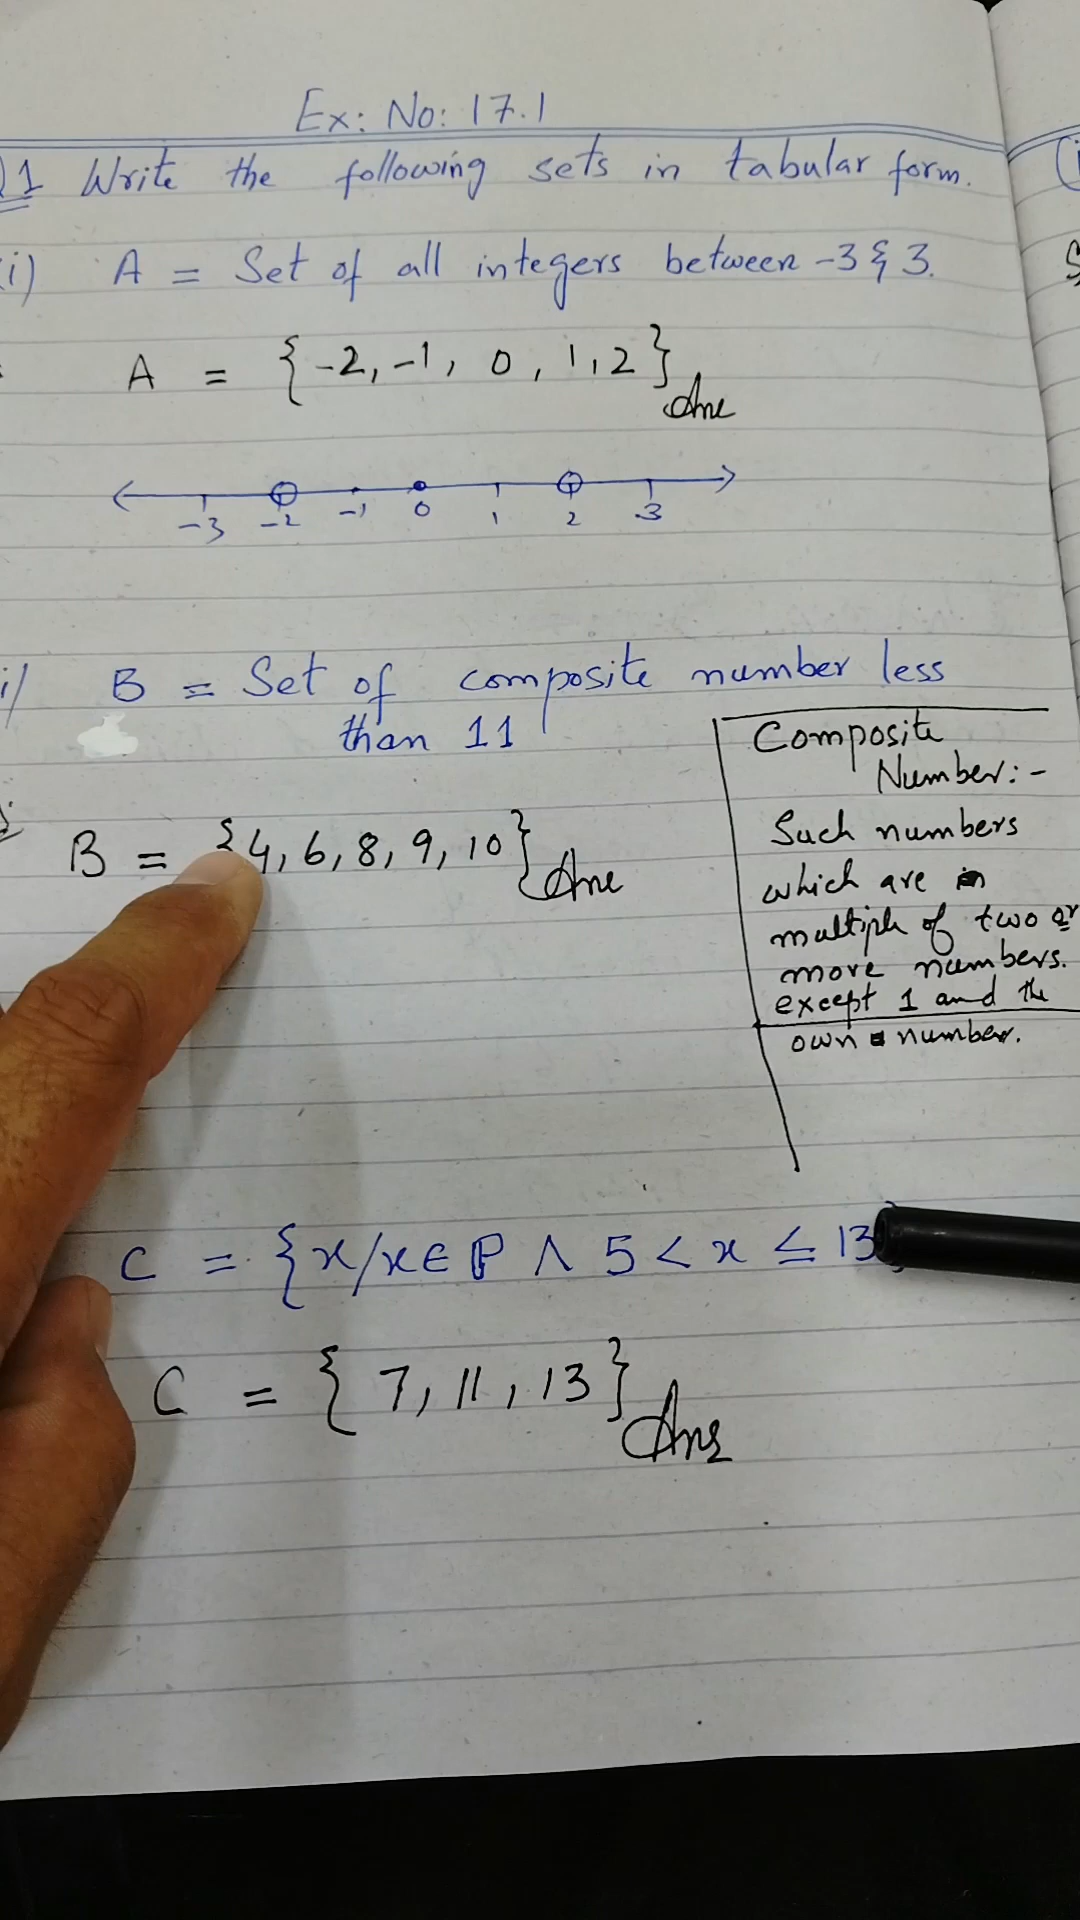 Ex: No: 17.1
1 Write the following sets in tabular form.
i) A = Set of all integers between -3 & 3.
A = {-2, -1, 0, 1, 2} Ans
-3 -2 -1 0 1 2 3
i) B = Set of composite number less
than 11
B = {4, 6, 8, 9, 10} Ans
Composite
Number:-
Such numbers
which are in
multiple of two or
more numbers.
except 1 and the
own number.
C = {x/x∈P ∧ 5 < x ≤ 13
C = {7, 11, 13} Ans